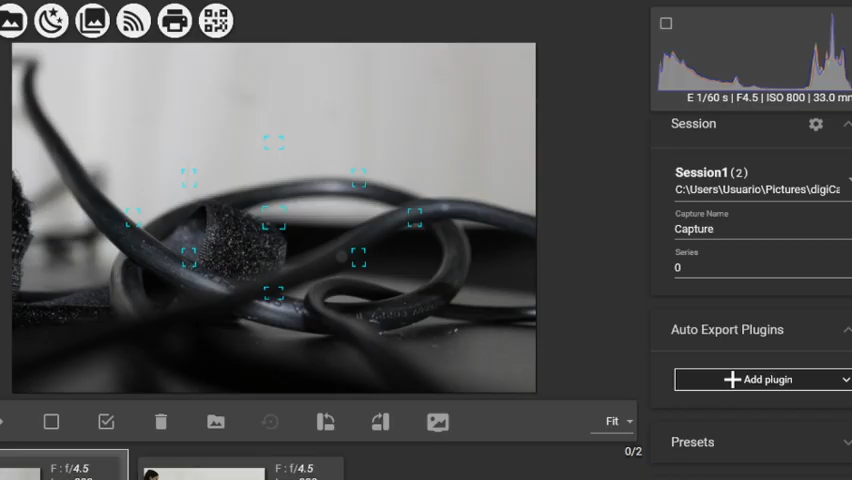 E 1/60 s | F4.5 | ISO 800 | 33.0 mm
Session
Session1 (2)
C:\Users\Usuario\Pictures\digiCa
Capture Name
Capture
Series
0
Auto Export Plugins
Add plugin
Fit
0/2
Presets
F : f/4.5
F : f/4.5